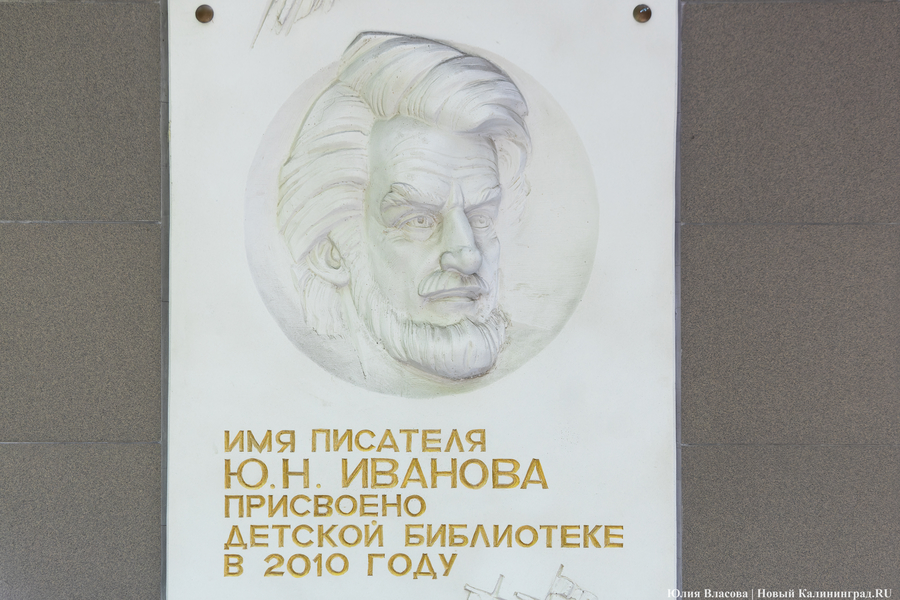 ИМЯ ПИСАТЕЛЯ
Ю.Н. ИВАНОВА
ПРИСВОЕНО
ДЕТСКОЙ БИБЛИОТЕКЕ
В 2010 ГОДУ
Юлия Власова | Новый Калининград.RU